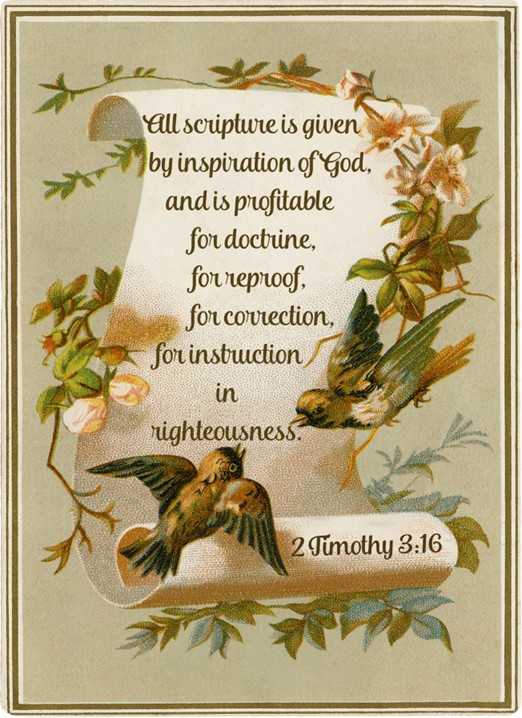 All scripture is given
by inspiration of God,
and is profitable
for doctrine,
for reproof,
for correction,
for instruction
in
righteousness.
2 Timothy 3:16